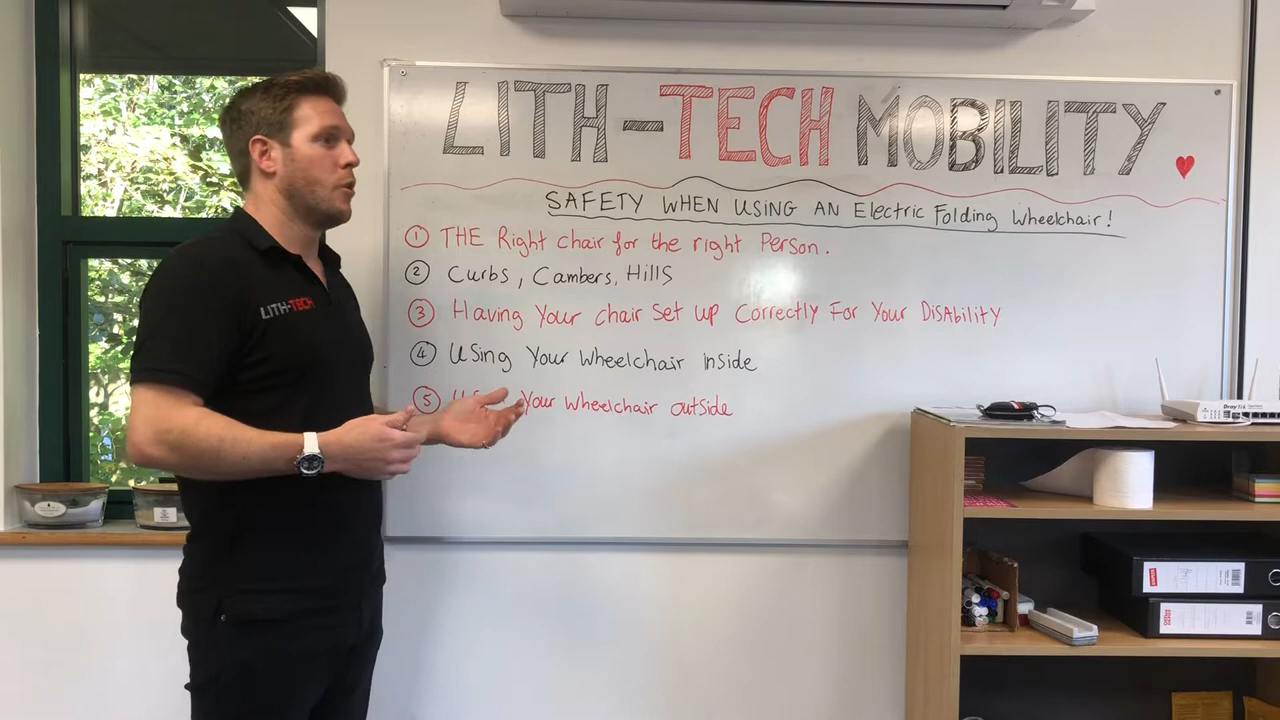 LITH-TECH MOBILITY
SAFETY WHEN USING AN Electric Folding Wheelchair!
① THE Right chair for the right Person.
② Curbs, Cambers, Hills
③ Having Your chair Set up Correctly For Your DisAbility
④ Using Your Wheelchair Inside
⑤ Your Wheelchair outside
LITH-TECH
Dray Tek